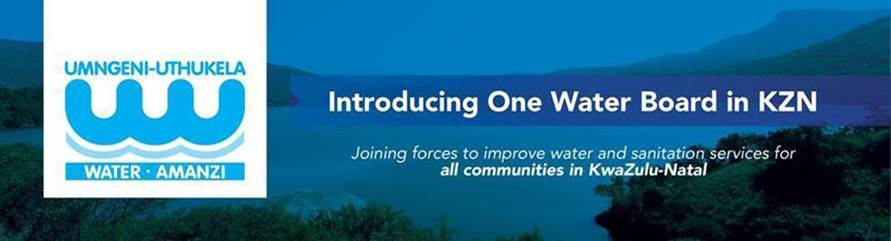 UMNGENI-UTHUKELA
WATER · AMANZI
Introducing One Water Board in KZN
Joining forces to improve water and sanitation services for
all communities in KwaZulu-Natal